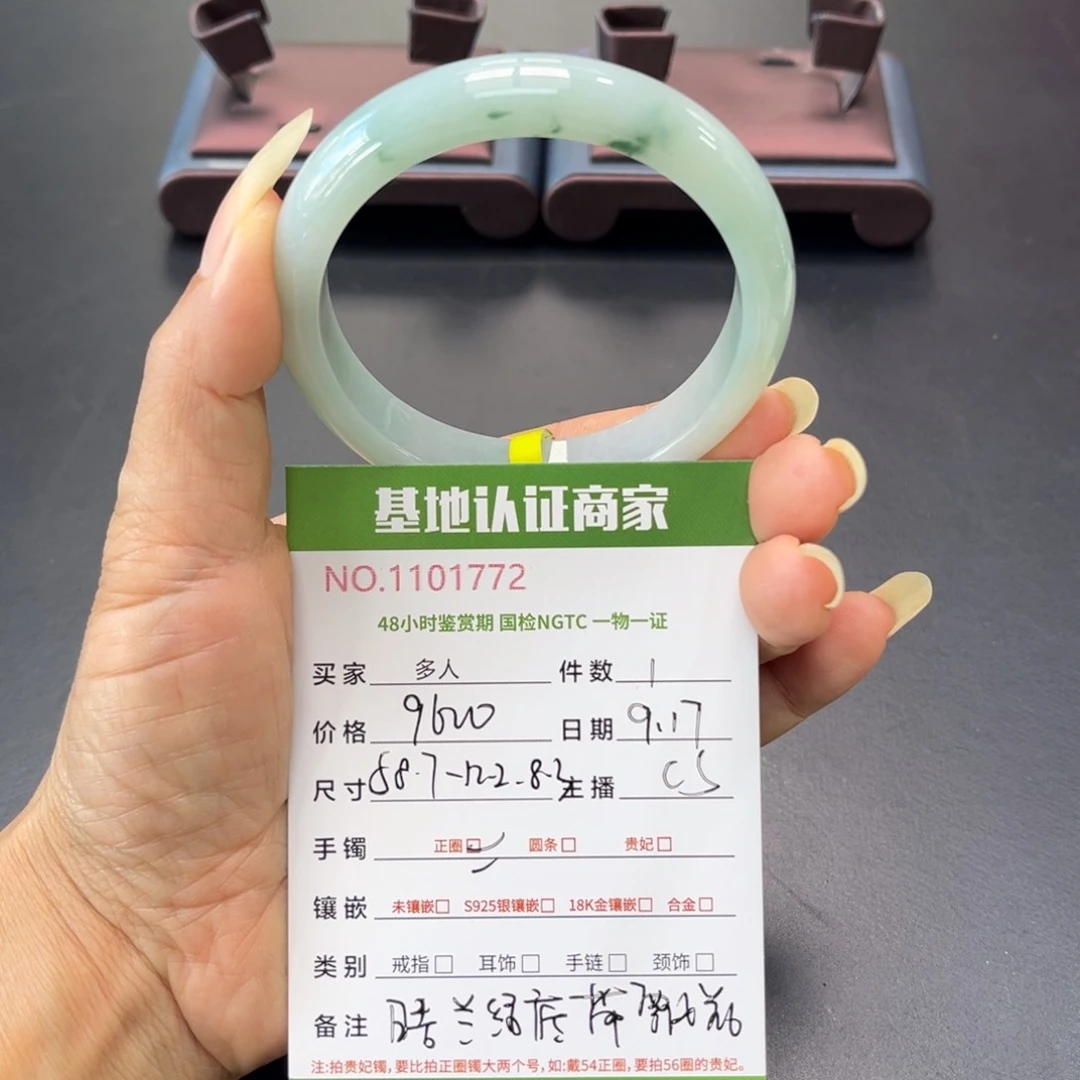 基地认证商家
NO.1101772
48小时鉴赏期 国检NGTC 一物一证
买家 多人 件数 1
价格 9600 日期 9.17
尺寸 58.7-12.2-8.2 主播 CS
手镯 正圈□ 圆条□ 贵妃□
镶嵌 未镶嵌□ S925银镶嵌□ 18K金镶嵌□ 合金□
类别 戒指□ 耳饰□ 手链□ 颈饰□
备注 兰绿底带
注:拍贵妃镯,要比拍正圈镯大两个号,如:戴54正圈,要拍56圈的贵妃。